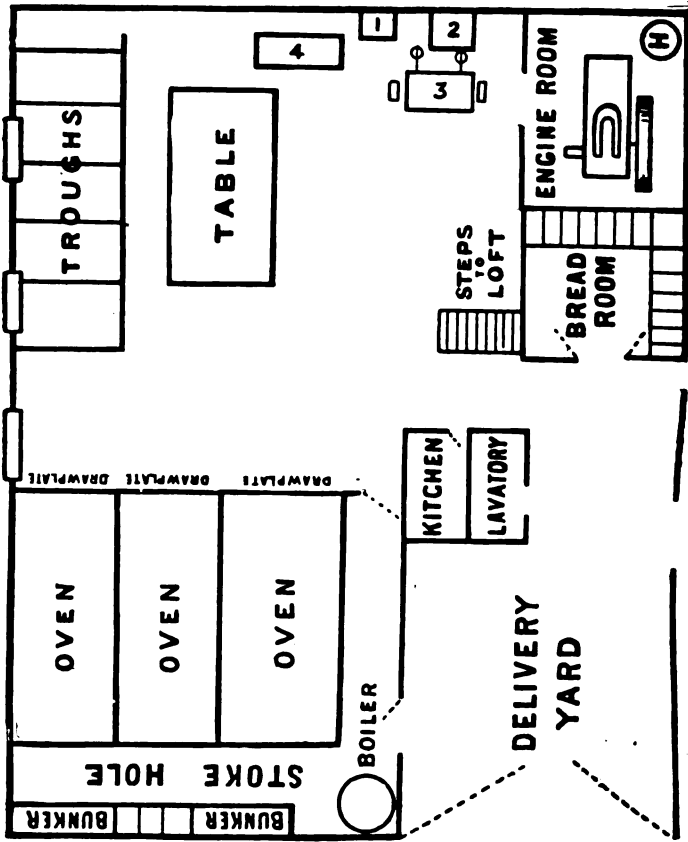 1
2
3
4
H
ENGINE ROOM
TROUGHS
TABLE
STEPS
TO
LOFT
BREAD
ROOM
DRAWPLATE
DRAWPLATE
DRAWPLATE
KITCHEN
LAVATORY
OVEN
OVEN
OVEN
DELIVERY
YARD
BOILER
STOKE HOLE
BUNKER
BUNKER